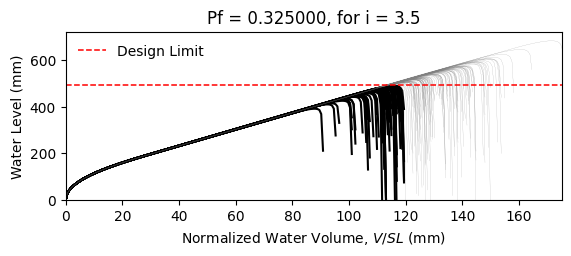 Pf = 0.325000, for i = 3.5
Design Limit
Water Level (mm)
600
400
200
0
0 20 40 60 80 100 120 140 160
Normalized Water Volume, V/SL (mm)